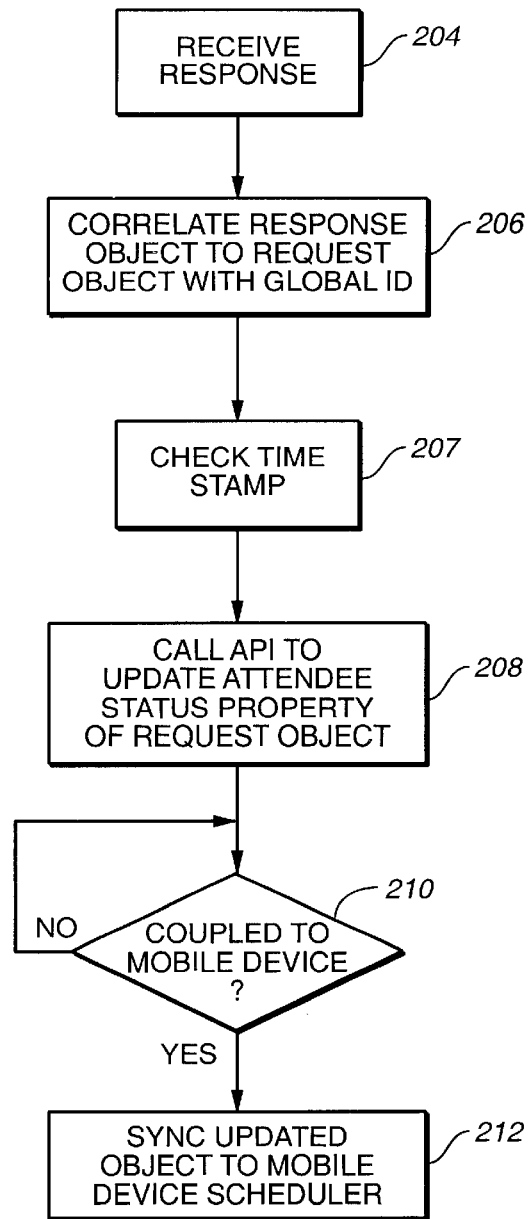 RECEIVE
RESPONSE
204
CORRELATE RESPONSE
OBJECT TO REQUEST
OBJECT WITH GLOBAL ID
206
CHECK TIME
STAMP
207
CALL API TO
UPDATE ATTENDEE
STATUS PROPERTY
OF REQUEST OBJECT
208
210
COUPLED TO
MOBILE DEVICE
?
NO
YES
SYNC UPDATED
OBJECT TO MOBILE
DEVICE SCHEDULER
212